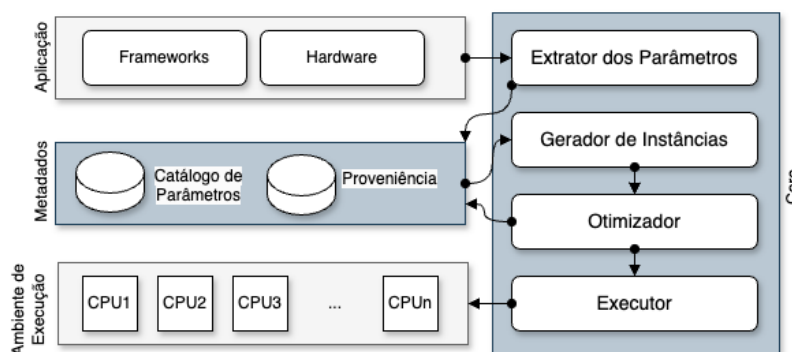 Aplicação
Frameworks
Hardware
Extrator dos Parâmetros
Metadados
Catálogo de
Parâmetros
Proveniência
Gerador de Instâncias
Otimizador
Ambiente de
Execução
CPU1
CPU2
CPU3
...
CPUn
Executor
Core